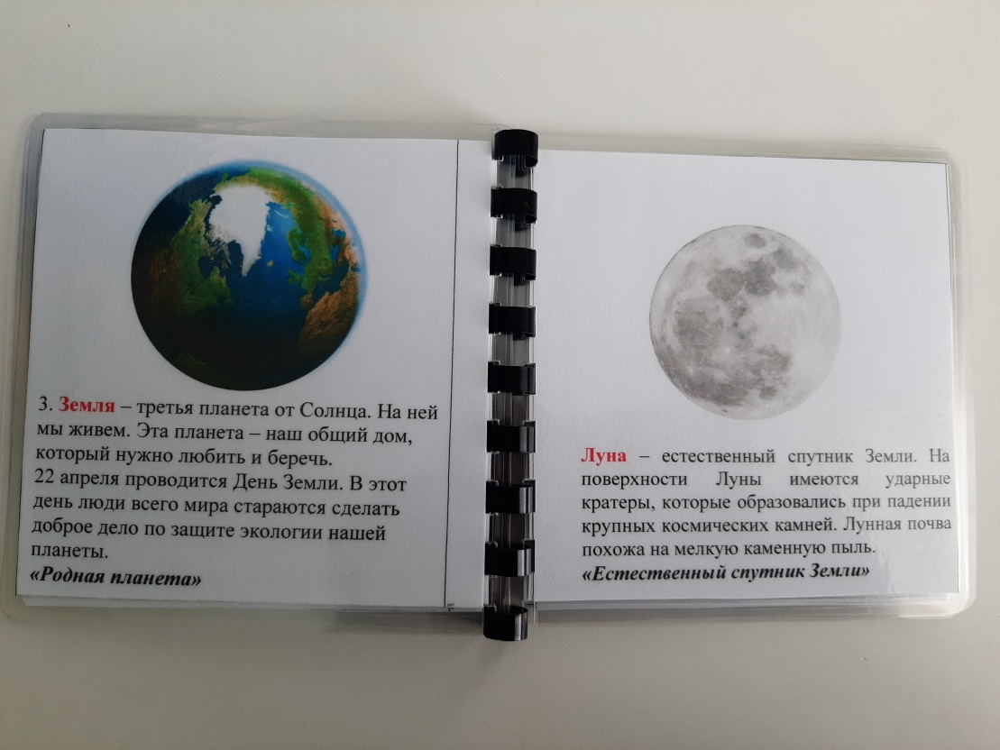 3. Земля – третья планета от Солнца. На ней
мы живем. Эта планета – наш общий дом,
который нужно любить и беречь.
22 апреля проводится День Земли. В этот
день люди всего мира стараются сделать
доброе дело по защите экологии нашей
планеты.
«Родная планета»
Луна – естественный спутник Земли. На
поверхности Луны имеются ударные
кратеры, которые образовались при падении
крупных космических камней. Лунная почва
похожа на мелкую каменную пыль.
«Естественный спутник Земли»